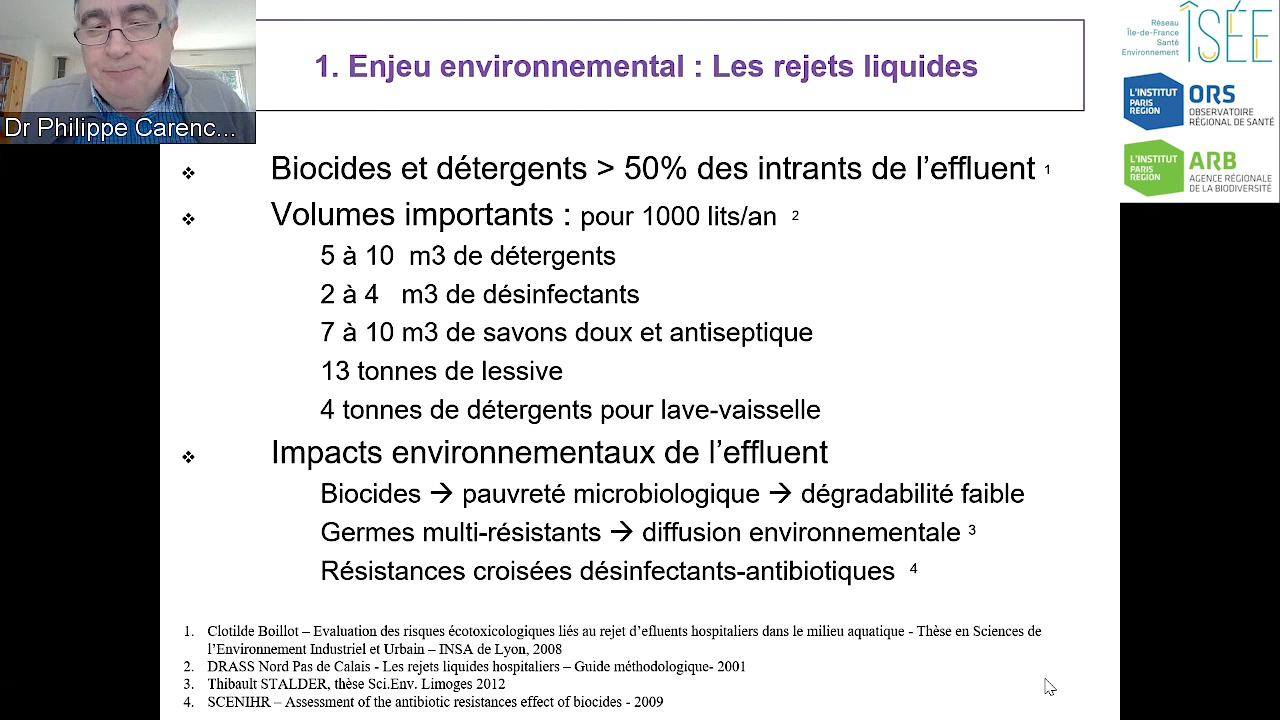 1. Enjeu environnemental : Les rejets liquides
Dr Philippe Carenc...
Réseau
Île-de-France
Santé
Environnement
ÎSÉE
L'INSTITUT
PARIS
REGION
ORS
OBSERVATOIRE
RÉGIONAL DE SANTÉ
L'INSTITUT
PARIS
REGION
ARB
AGENCE RÉGIONALE
DE LA BIODIVERSITÉ
❖ Biocides et détergents > 50% des intrants de l’effluent 1
❖ Volumes importants : pour 1000 lits/an 2
5 à 10 m3 de détergents
2 à 4 m3 de désinfectants
7 à 10 m3 de savons doux et antiseptique
13 tonnes de lessive
4 tonnes de détergents pour lave-vaisselle
❖ Impacts environnementaux de l’effluent
Biocides → pauvreté microbiologique → dégradabilité faible
Germes multi-résistants → diffusion environnementale 3
Résistances croisées désinfectants-antibiotiques 4
1. Clotilde Boillot – Evaluation des risques écotoxicologiques liés au rejet d’efluents hospitaliers dans le milieu aquatique - Thèse en Sciences de
l’Environnement Industriel et Urbain – INSA de Lyon, 2008
2. DRASS Nord Pas de Calais - Les rejets liquides hospitaliers – Guide méthodologique- 2001
3. Thibault STALDER, thèse Sci.Env. Limoges 2012
4. SCENIHR – Assessment of the antibiotic resistances effect of biocides - 2009